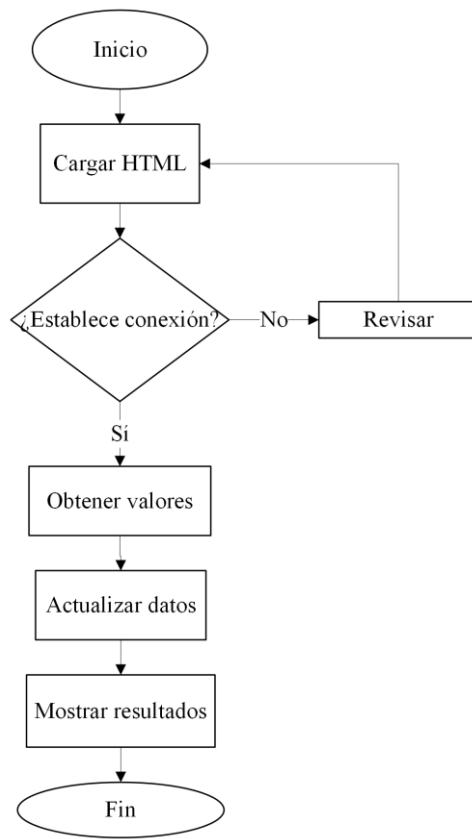 Inicio
Cargar HTML
¿Establece conexión?
No
Revisar
Sí
Obtener valores
Actualizar datos
Mostrar resultados
Fin